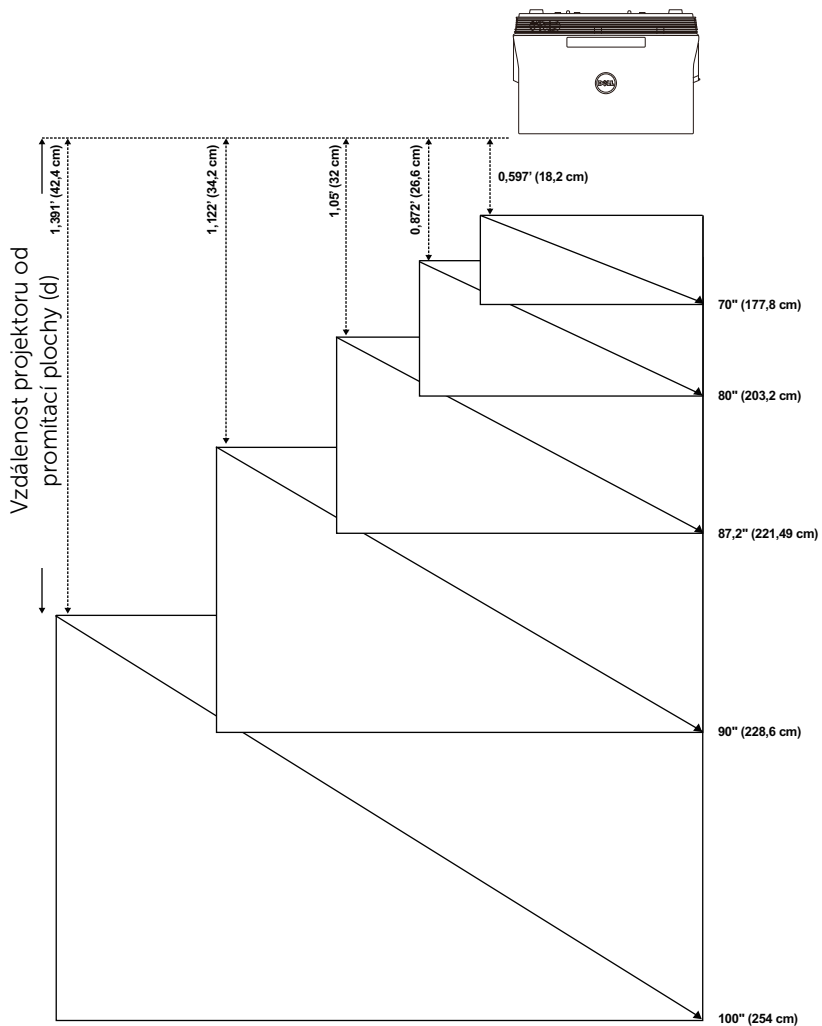 DELL
1,391' (42,4 cm)
1,122' (34,2 cm)
1,05' (32 cm)
0,872' (26,6 cm)
0,597' (18,2 cm)
Vzdálenost projektoru od
promítací plochy (d)
70" (177,8 cm)
80" (203,2 cm)
87,2" (221,49 cm)
90" (228,6 cm)
100" (254 cm)